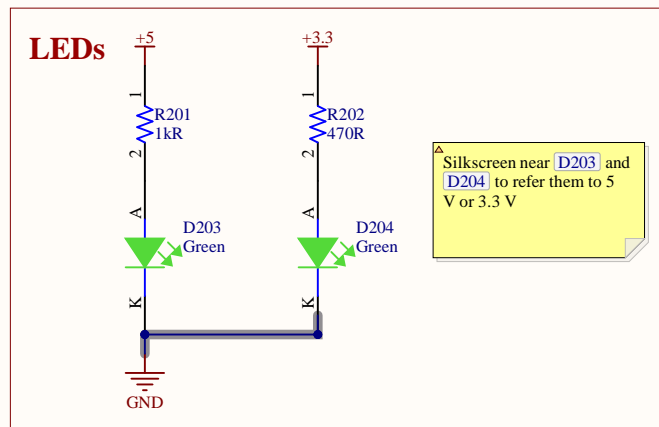 LEDs
+5
+3.3
1
1
R201
1kR
R202
470R
2
2
Silkscreen near D203 and
D204 to refer them to 5
V or 3.3 V
A
A
D203
Green
D204
Green
K
K
GND